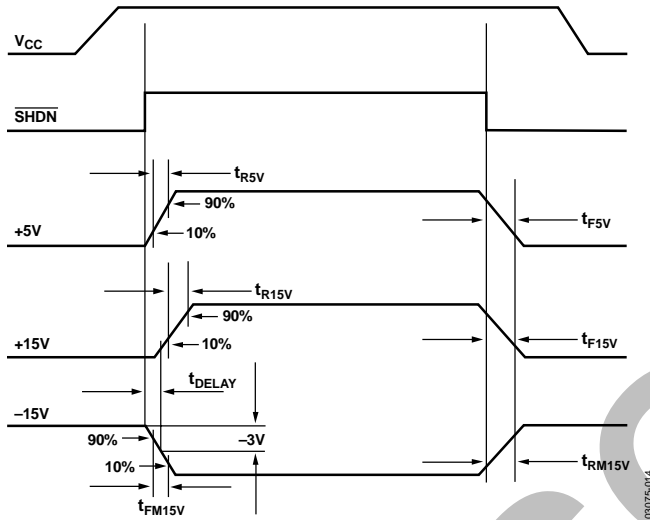 VCC
SHDN
tR5V
90%
10%
+5V
tF5V
tR15V
90%
10%
+15V
tF15V
tDELAY
–15V
90%
–3V
10%
tRM15V
tFM15V
03075-014